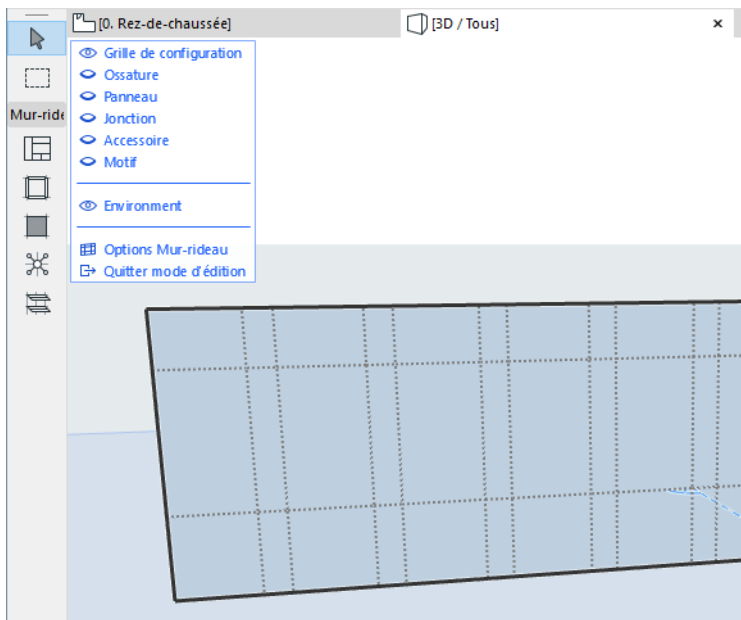 [0. Rez-de-chaussée]
[3D / Tous]
Grille de configuration
Ossature
Panneau
Mur-ride
Jonction
Accessoire
Motif
Environment
Options Mur-rideau
Quitter mode d'édition